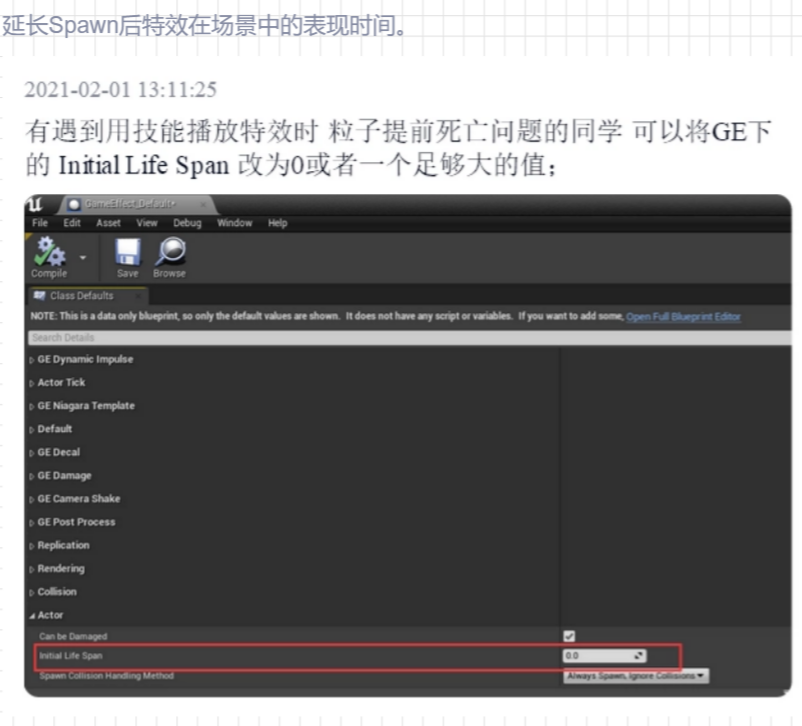 延长Spawn后特效在场景中的表现时间。
2021-02-01 13:11:25
有遇到用技能播放特效时 粒子提前死亡问题的同学 可以将GE下
的 Initial Life Span 改为0或者一个足够大的值；
GameEffect_Default*
File Edit Asset View Debug Window Help
Compile Save Browse
Class Defaults
NOTE: This is a data only blueprint, so only the default values are shown. It does not have any script or variables. If you want to add some, Open Full Blueprint Editor
Search Details
GE Dynamic Impulse
Actor Tick
GE Niagara Template
Default
GE Decal
GE Damage
GE Camera Shake
GE Post Process
Replication
Rendering
Collision
Actor
Can be Damaged
Initial Life Span 0.0
Spawn Collision Handling Method Always Spawn, Ignore Collisions